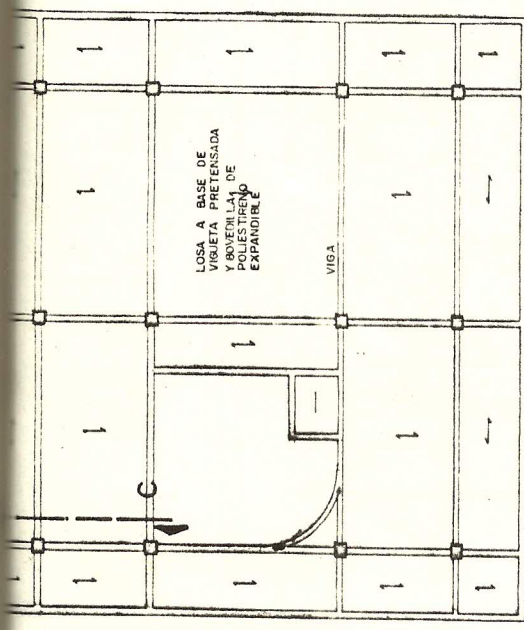 LOSA A BASE DE
VIGUETA PRETENSADA
Y BOVEDILLA DE
POLIESTIRENO
EXPANDIBLE
VIGA
C